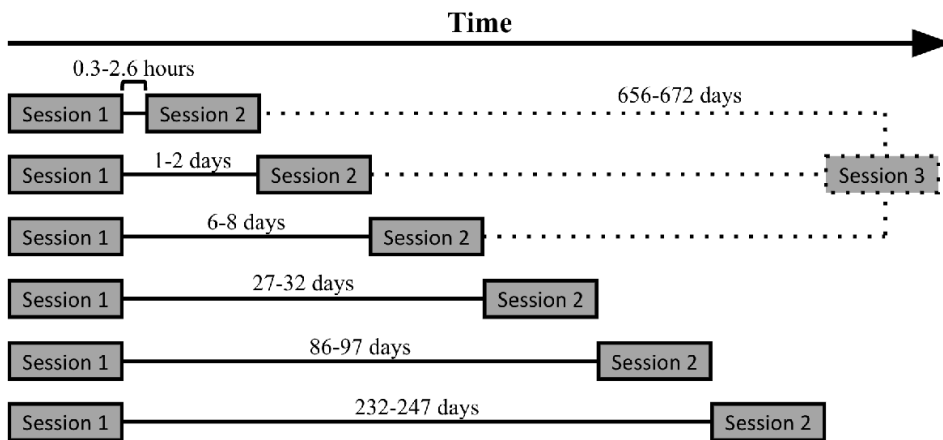 Time
0.3-2.6 hours
656-672 days
Session 1
Session 2
1-2 days
Session 1
Session 2
Session 3
6-8 days
Session 1
Session 2
27-32 days
Session 1
Session 2
86-97 days
Session 1
Session 2
232-247 days
Session 1
Session 2